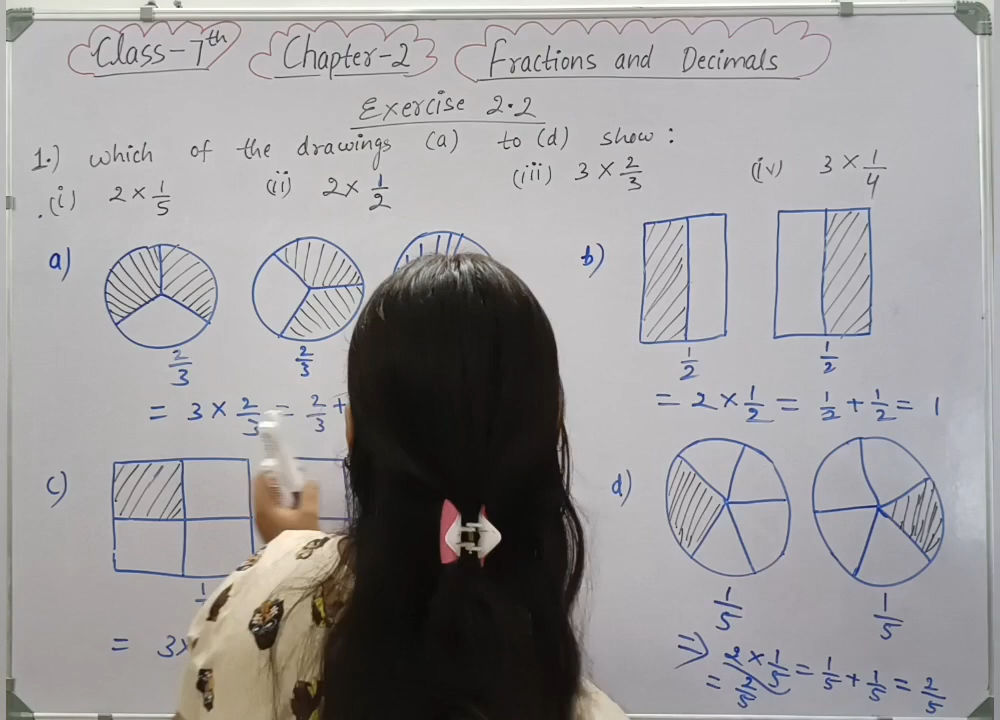 Class-7th Chapter-2 Fractions and Decimals
Exercise 2.2
1.) which of the drawings (a) to (d) show :
(i) 2 × 1/5 (ii) 2 × 1/2 (iii) 3 × 2/3 (iv) 3 × 1/4
a) b)
2/3 2/3 1/2 1/2
= 3 × 2/3 = 2/3 + = 2 × 1/2 = 1/2 + 1/2 = 1
c) d)
1/5 1/5
= 3× => 2 × 1/5 = 1/5 + 1/5 = 2/5
= 2/5